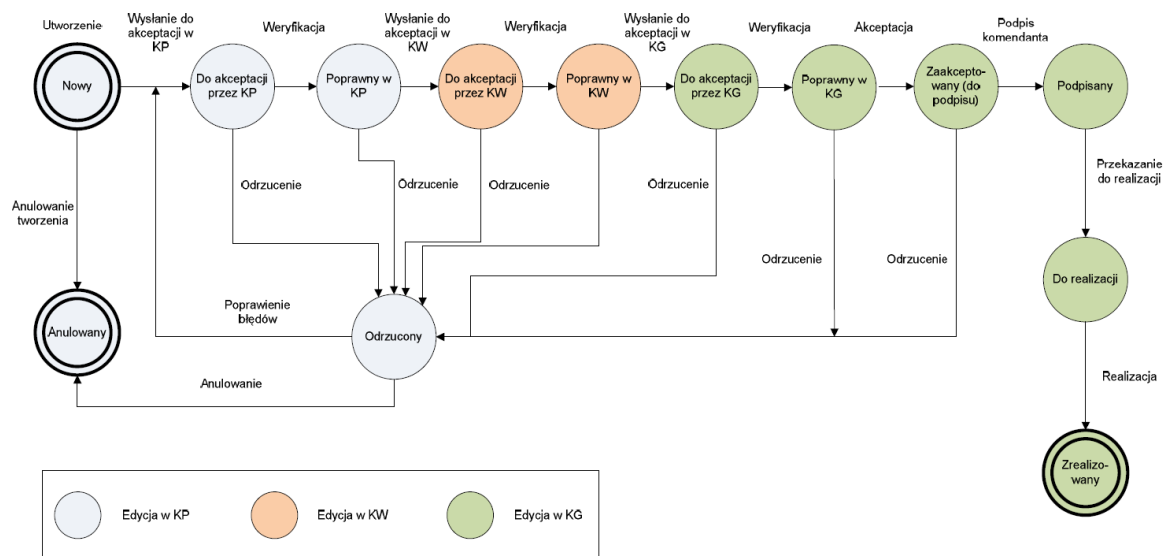 Utworzenie
Wysłanie do
akceptacji w
KP
Weryfikacja
Wysłanie do
akceptacji w
KW
Weryfikacja
Wysłanie do
akceptacji w
KG
Weryfikacja
Akceptacja
Podpis
komendanta
Nowy
Do akceptacji
przez KP
Poprawny w
KP
Do akceptacji
przez KW
Poprawny w
KW
Do akceptacji
przez KG
Poprawny w
KG
Zaakcepto-
wany (do
podpisu)
Podpisany
Anulowanie
tworzenia
Odrzucenie
Odrzucenie
Odrzucenie
Odrzucenie
Odrzucenie
Odrzucenie
Przekazanie
do realizacji
Do realizacji
Anulowany
Poprawienie
błędów
Odrzucony
Anulowanie
Realizacja
Zrealizo-
wany
Edycja w KP
Edycja w KW
Edycja w KG